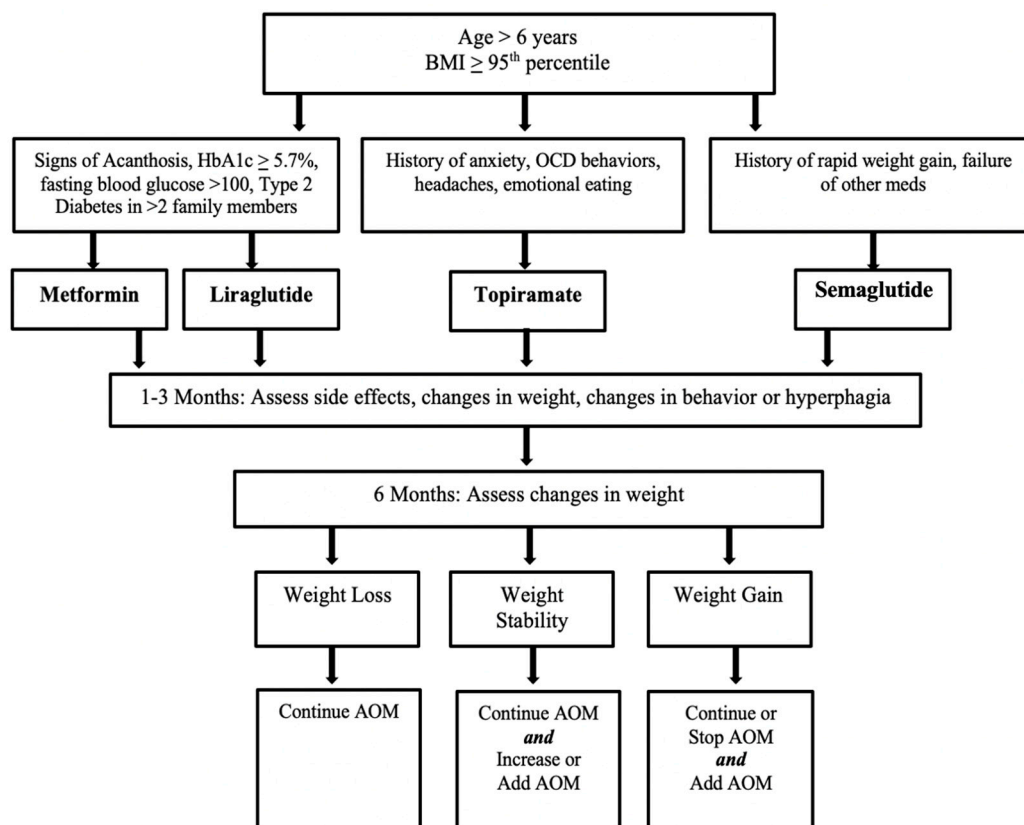 Age > 6 years
BMI ≥ 95th percentile
Signs of Acanthosis, HbA1c ≥ 5.7%,
fasting blood glucose >100, Type 2
Diabetes in >2 family members
History of anxiety, OCD behaviors,
headaches, emotional eating
History of rapid weight gain, failure
of other meds
Metformin
Liraglutide
Topiramate
Semaglutide
1-3 Months: Assess side effects, changes in weight, changes in behavior or hyperphagia
6 Months: Assess changes in weight
Weight Loss
Weight
Stability
Weight Gain
Continue AOM
Continue AOM
and
Increase or
Add AOM
Continue or
Stop AOM
and
Add AOM